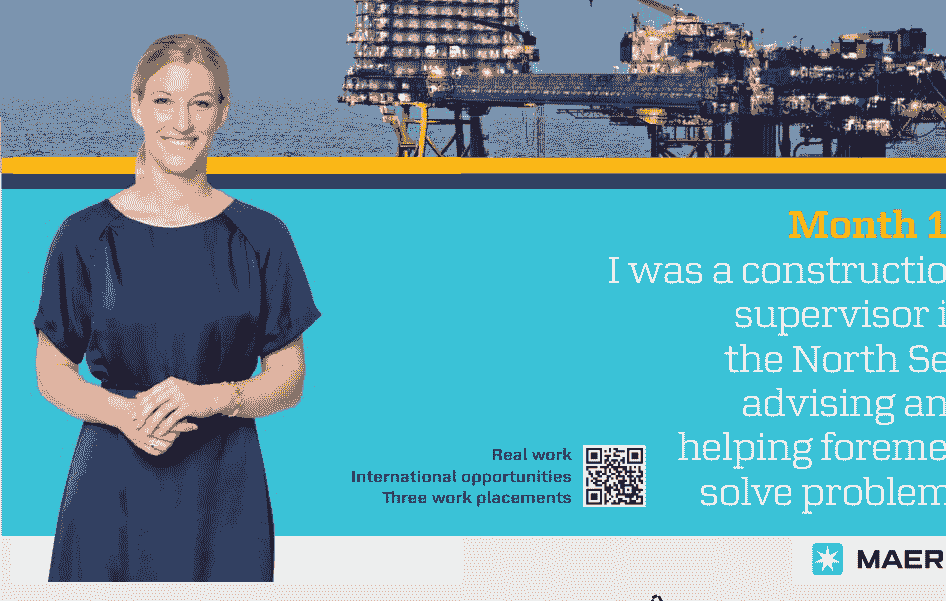 Month 1
I was a constructio
supervisor i
the North Se
advising an
helping foreme
solve problem
Real work
International opportunities
Three work placements
MAER